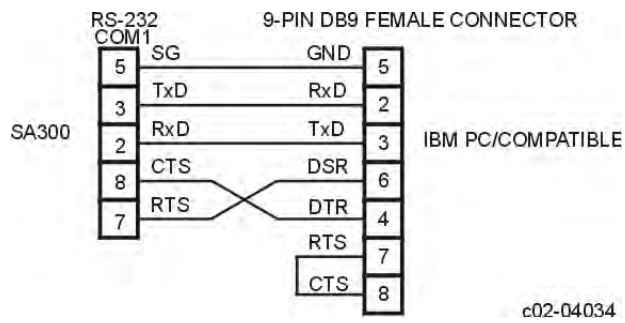 RS-232
COM1
9-PIN DB9 FEMALE CONNECTOR
5 SG GND 5
3 TxD RxD 2
SA300
2 RxD TxD 3
IBM PC/COMPATIBLE
8 CTS DSR 6
7 RTS DTR 4
RTS 7
CTS 8
c02-04034